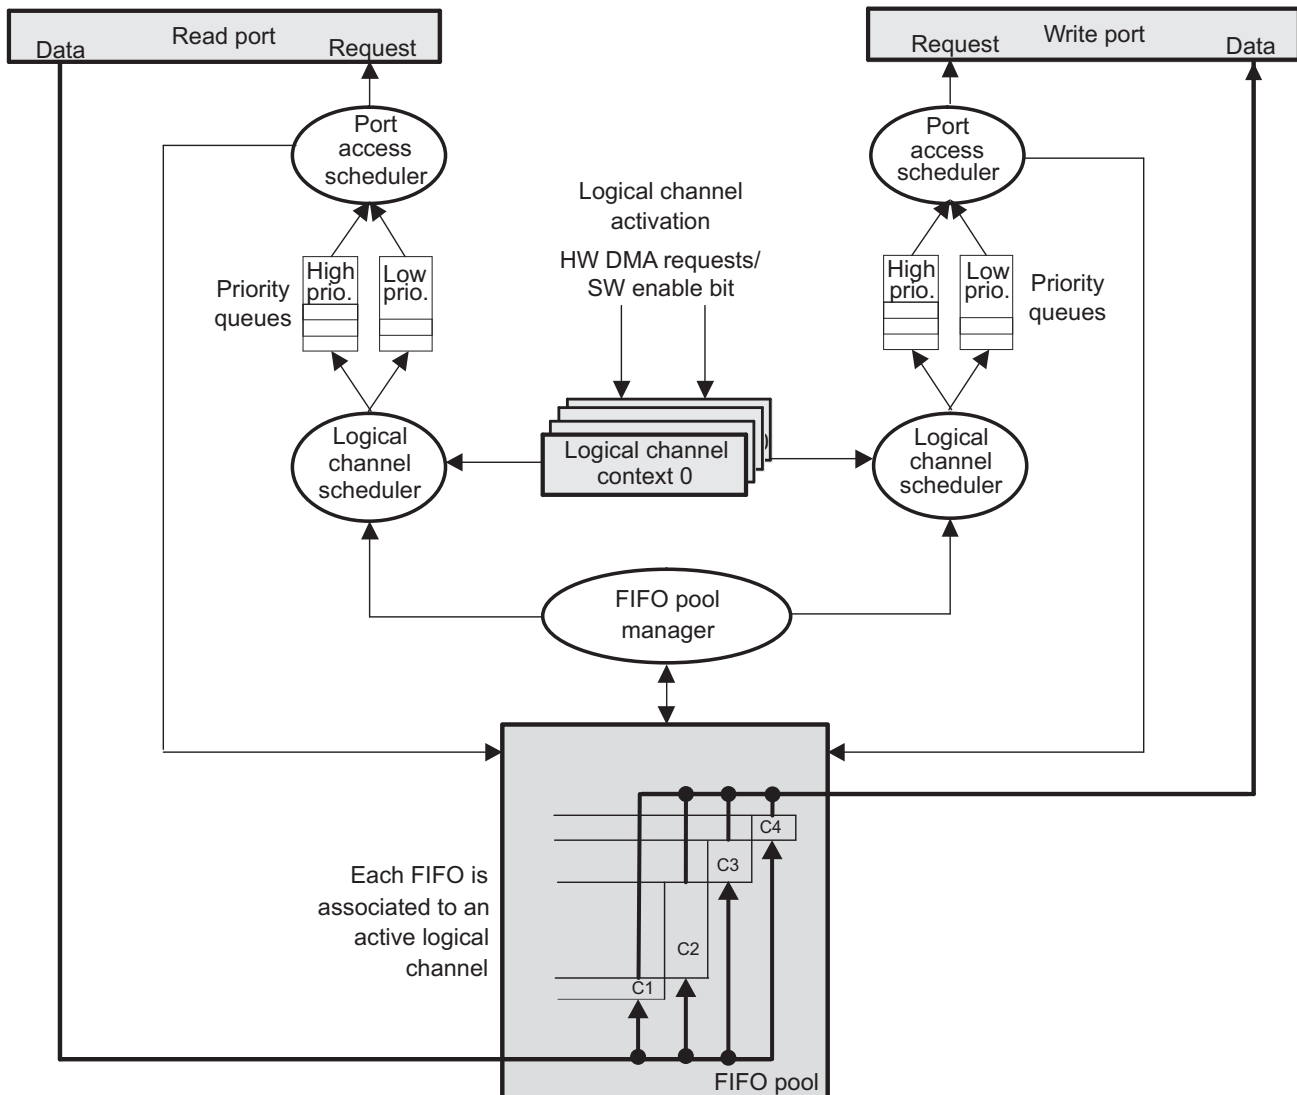 Read port
Data
Request
Write port
Request
Data
Port
access
scheduler
Port
access
scheduler
Logical channel
activation
HW DMA requests/
SW enable bit
Priority
queues
High
prio.
Low
prio.
High
prio.
Low
prio.
Priority
queues
Logical
channel
scheduler
Logical channel
context 0
Logical
channel
scheduler
FIFO pool
manager
Each FIFO is
associated to an
active logical
channel
C4
C3
C2
C1
FIFO pool